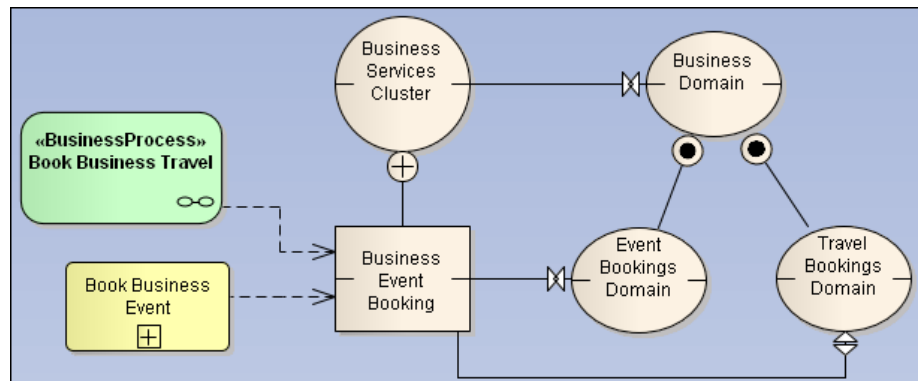 Business
Services
Cluster
Business
Domain
«BusinessProcess»
Book Business Travel
Business
Event
Booking
Event
Bookings
Domain
Travel
Bookings
Domain
Book Business
Event